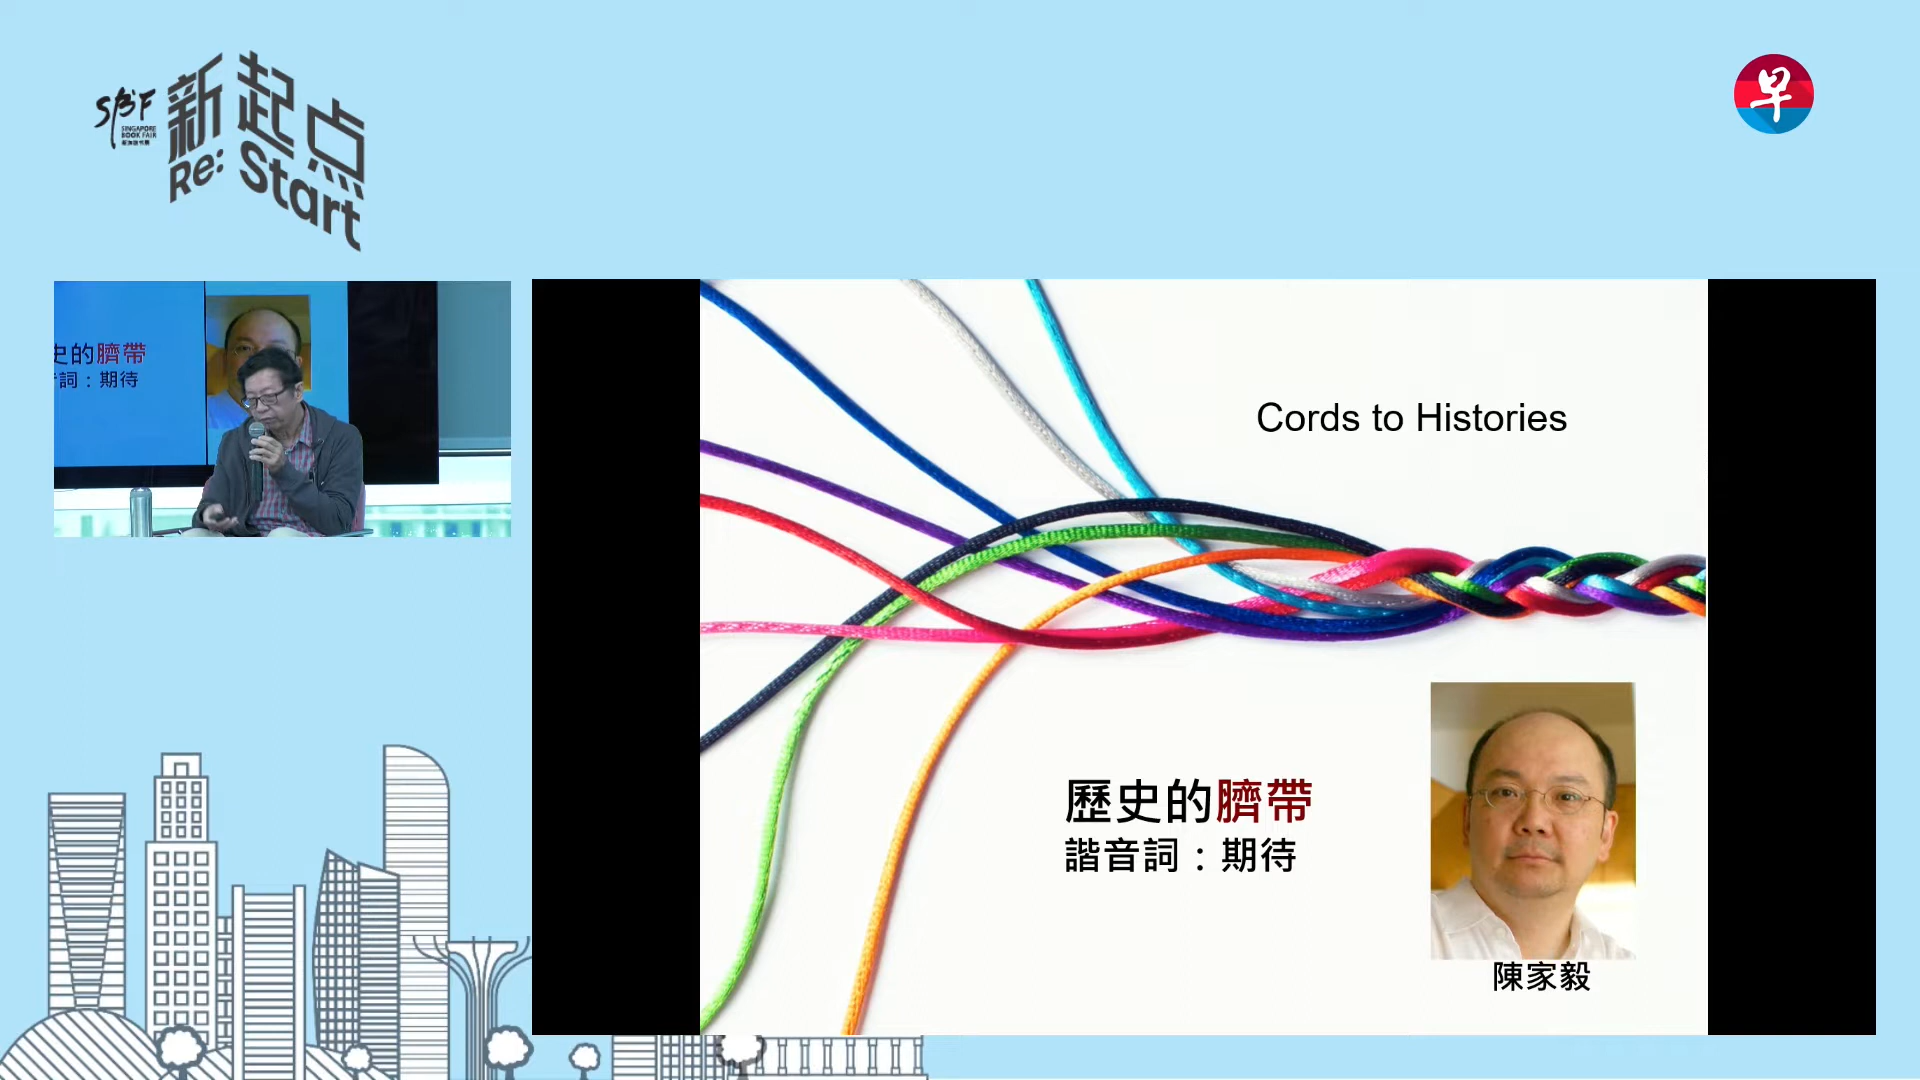 SBF
SINGAPORE
BOOK FAIR
新起点
Re: Start
早
史的臍帶
詞：期待
Cords to Histories
歷史的臍帶
諧音詞：期待
陳家毅